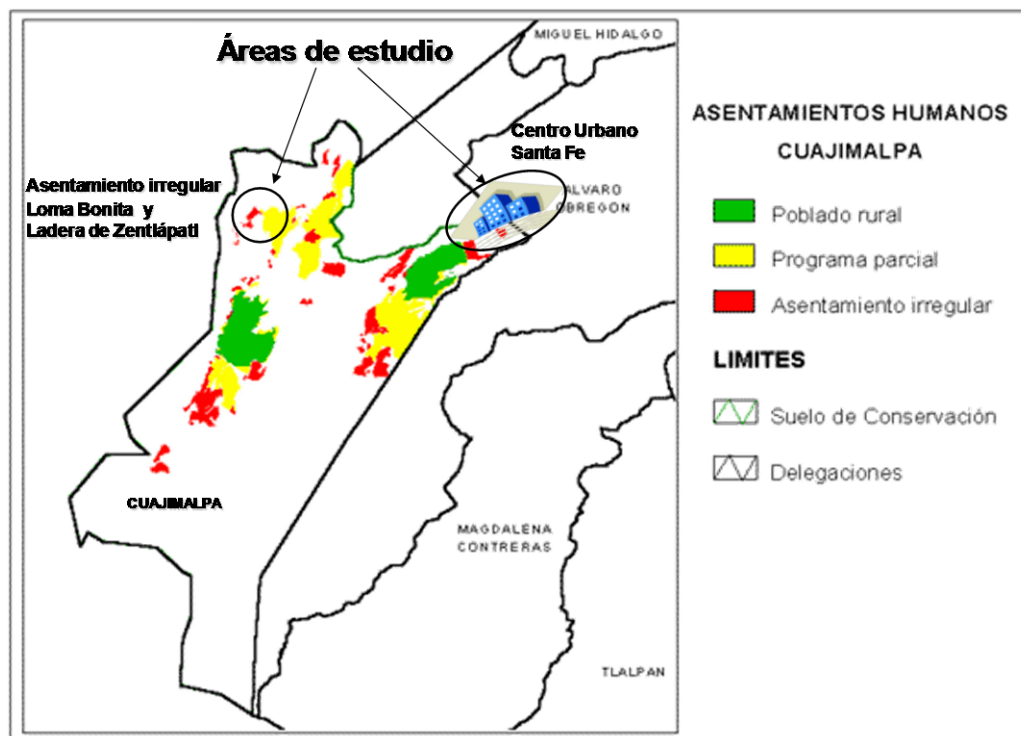 Áreas de estudio
MIGUEL HIDALGO
Centro Urbano
Santa Fe
ALVARO
OBREGON
Asentamiento irregular
Loma Bonita y
Ladera de Zentlápatl
CUAJIMALPA
MAGDALENA
CONTRERAS
TLALPAN
ASENTAMIENTOS HUMANOS
CUAJIMALPA
Poblado rural
Programa parcial
Asentamiento irregular
LIMITES
Suelo de Conservación
Delegaciones